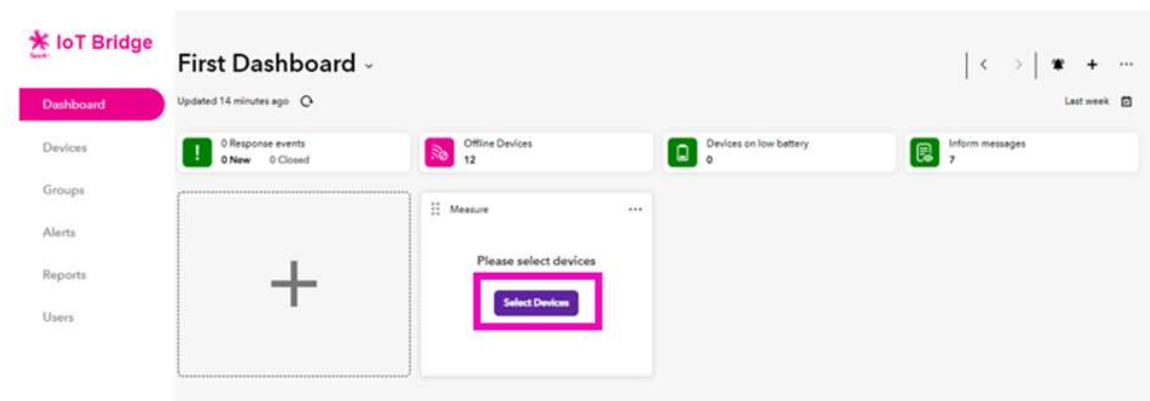 IoT Bridge
Spark
First Dashboard
Dashboard
Updated 14 minutes ago
Last week
Devices
0 Response events
0 New 0 Closed
Offline Devices
12
Devices on low battery
0
Inform messages
7
Groups
Alerts
Reports
Users
Measure
Please select devices
Select Devices